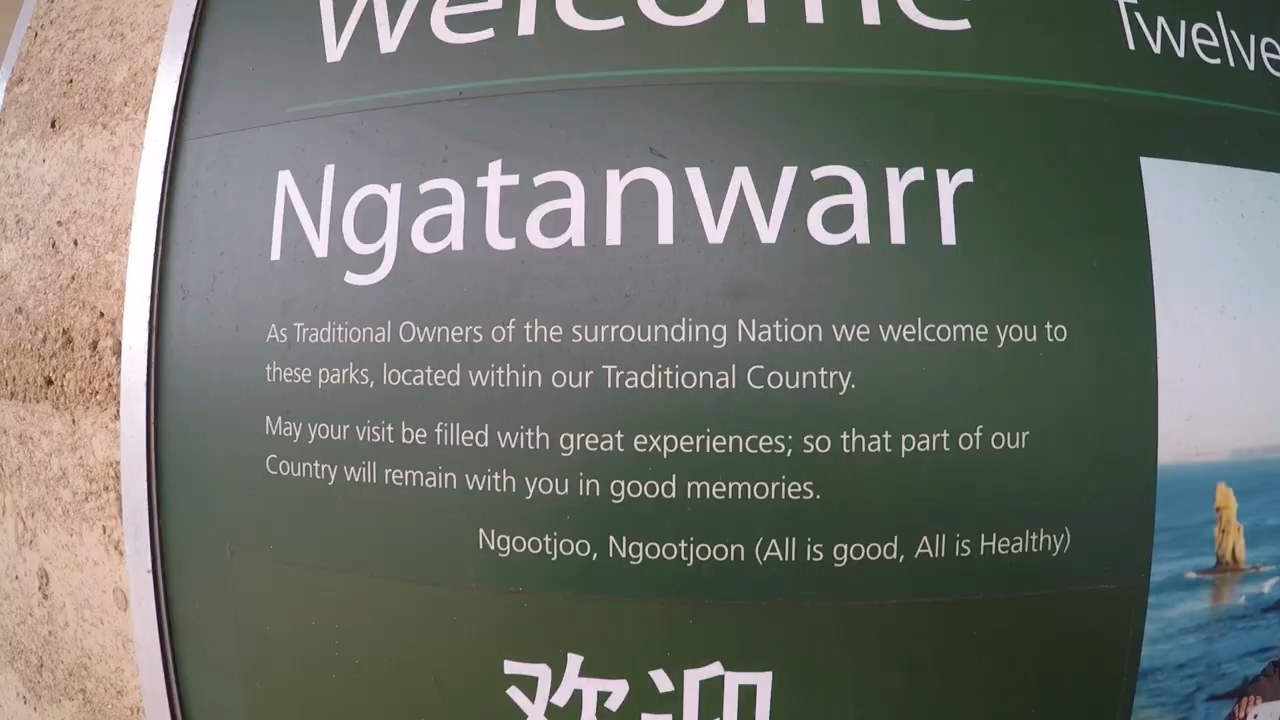 Welcome
Twelve
Ngatanwarr
As Traditional Owners of the surrounding Nation we welcome you to
these parks, located within our Traditional Country.
May your visit be filled with great experiences; so that part of our
Country will remain with you in good memories.
Ngootjoo, Ngootjoon (All is good, All is Healthy)
欢迎